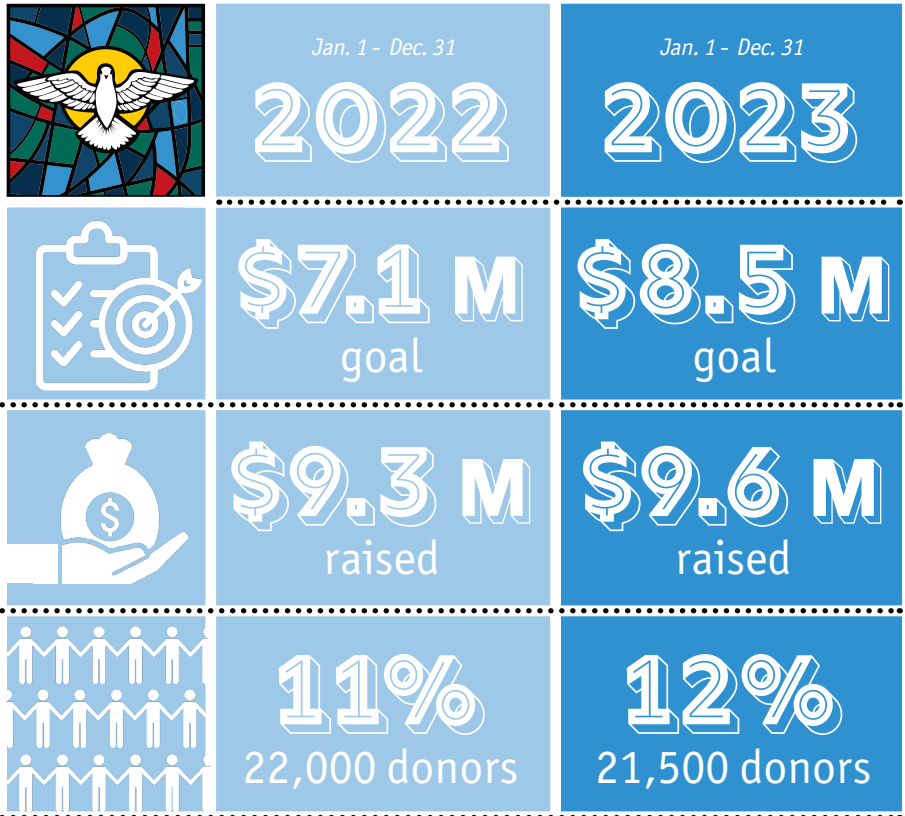 Jan. 1 - Dec. 31
2022
Jan. 1 - Dec. 31
2023
$7.1 M
goal
$8.5 M
goal
$
$9.3 M
raised
$9.6 M
raised
11%
22,000 donors
12%
21,500 donors